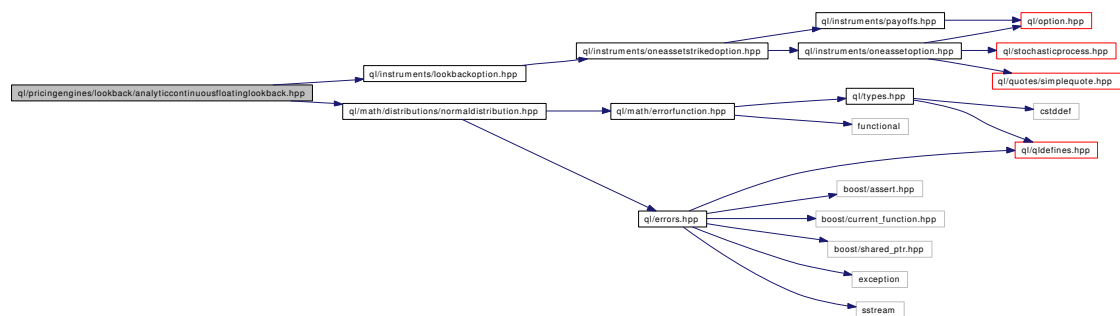 ql/pricingengines/lookback/analyticcontinuousfloatinglookback.hpp
ql/instruments/lookbackoption.hpp
ql/math/distributions/normaldistribution.hpp
ql/instruments/oneassetstrikedoption.hpp
ql/math/errorfunction.hpp
ql/errors.hpp
ql/instruments/payoffs.hpp
ql/instruments/oneassetoption.hpp
ql/types.hpp
functional
boost/assert.hpp
boost/current_function.hpp
boost/shared_ptr.hpp
exception
sstream
ql/option.hpp
ql/stochasticprocess.hpp
ql/quotes/simplequote.hpp
cstddef
ql/qldefines.hpp